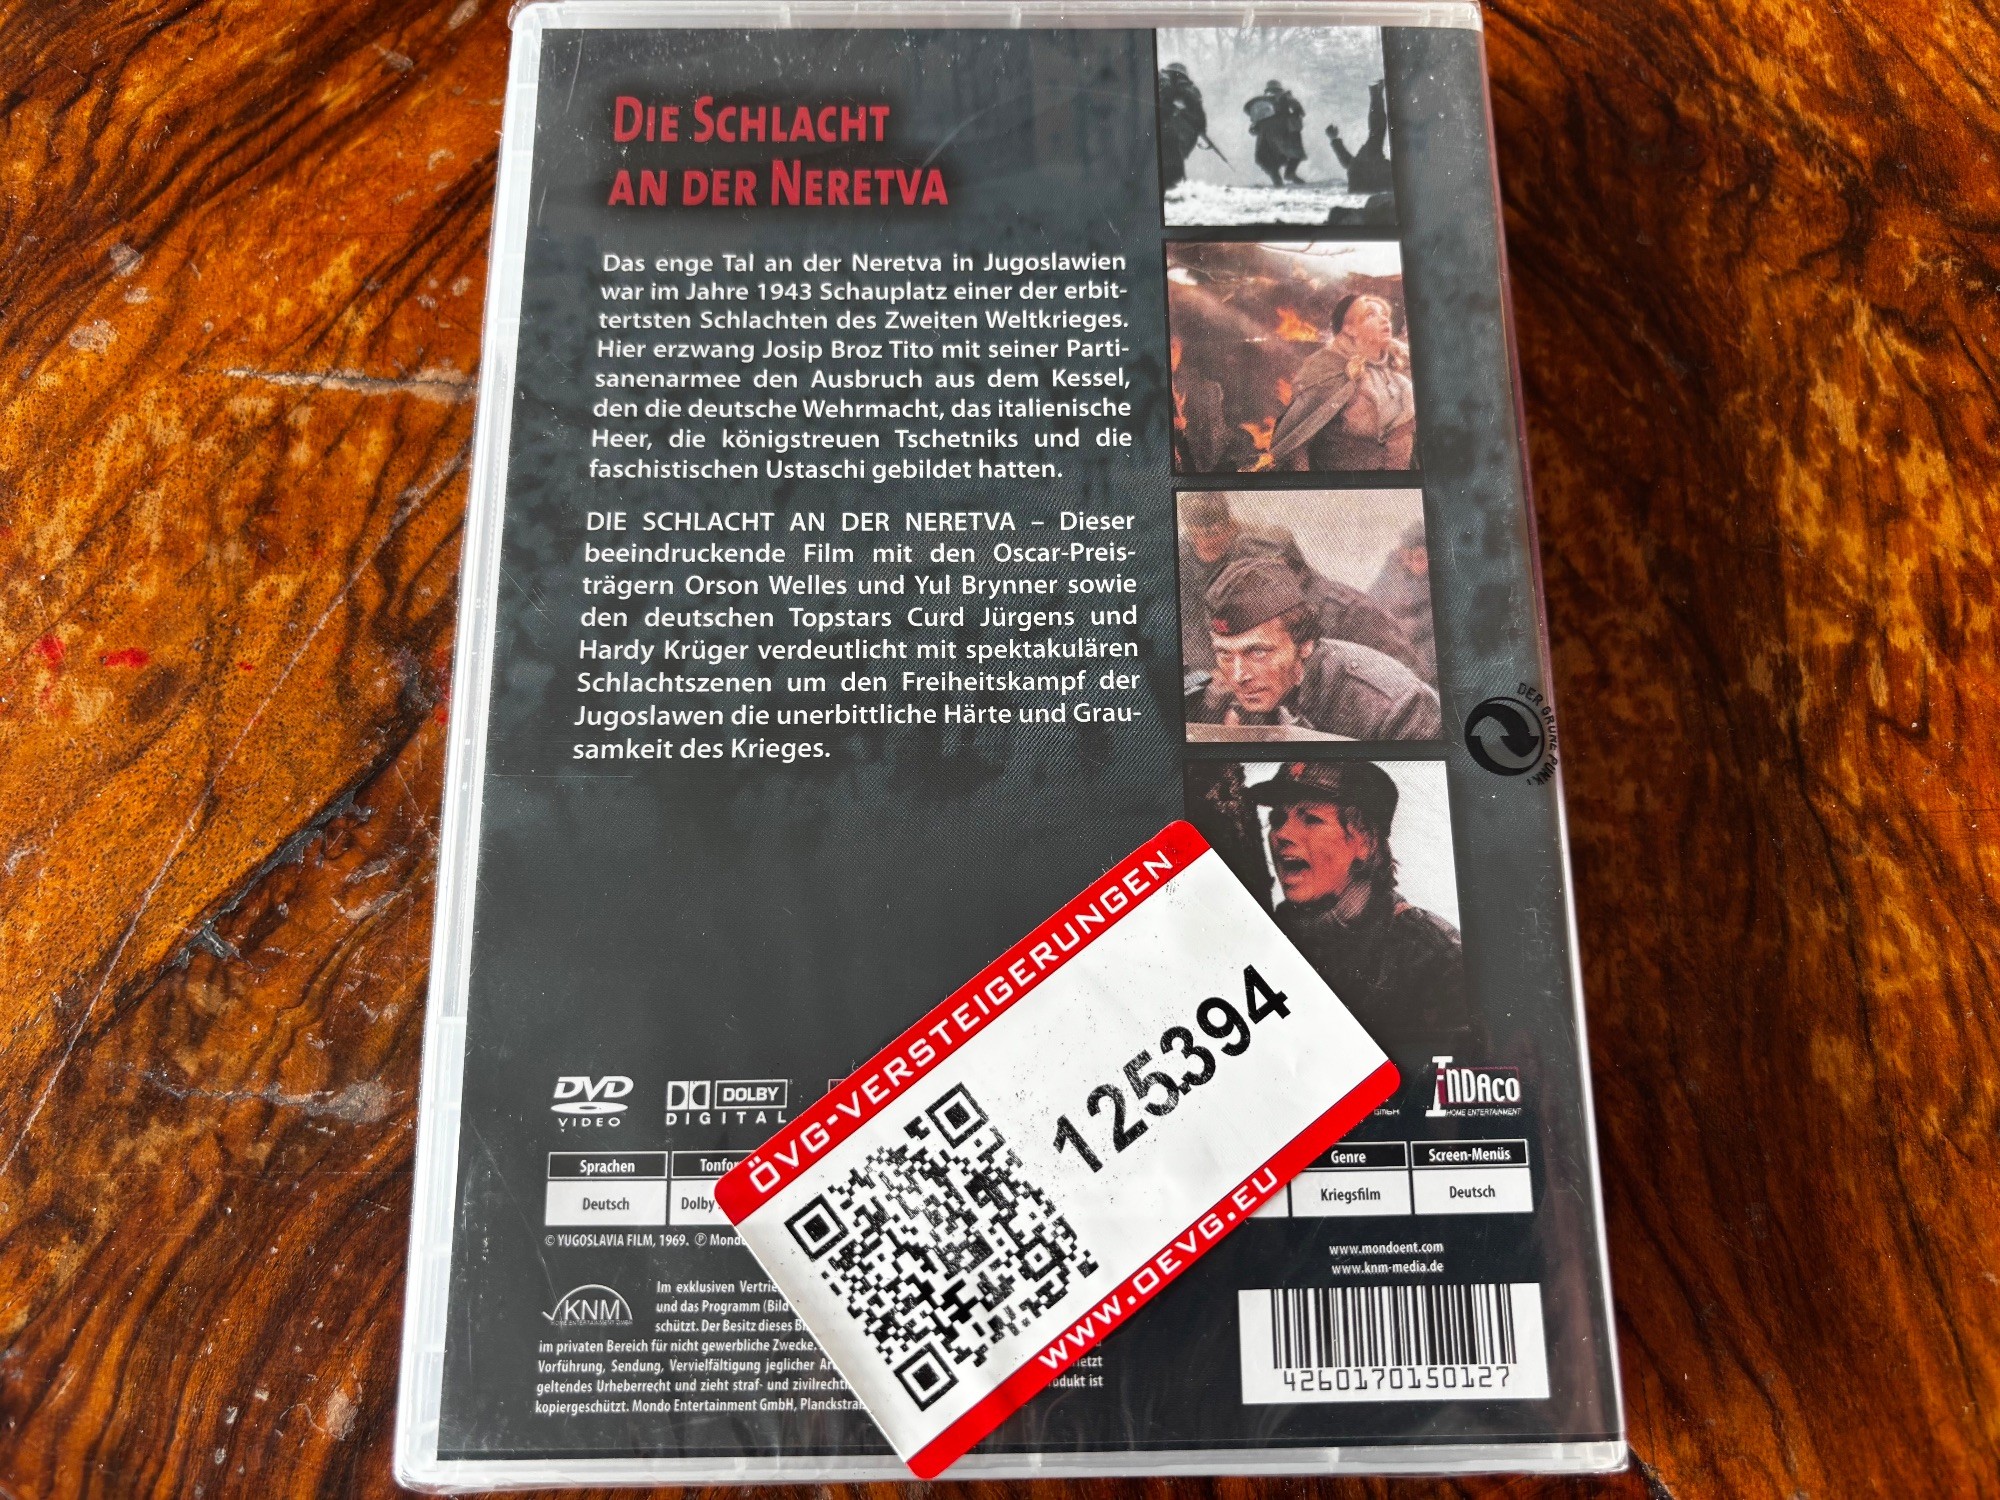 DIE SCHLACHT
AN DER NERETVA
Das enge Tal an der Neretva in Jugoslawien
war im Jahre 1943 Schauplatz einer der erbit-
tertsten Schlachten des Zweiten Weltkrieges.
Hier erzwang Josip Broz Tito mit seiner Parti-
sanenarmee den Ausbruch aus dem Kessel,
den die deutsche Wehrmacht, das italienische
Heer, die königstreuen Tschetniks und die
faschistischen Ustaschi gebildet hatten.
DIE SCHLACHT AN DER NERETVA – Dieser
beeindruckende Film mit den Oscar-Preis-
trägern Orson Welles und Yul Brynner sowie
den deutschen Topstars Curd Jürgens und
Hardy Krüger verdeutlicht mit spektakulären
Schlachtszenen um den Freiheitskampf der
Jugoslawen die unerbittliche Härte und Grau-
samkeit des Krieges.
DER GRÜNE PUNKT
ÖVG-VERSTEIGERUNGEN
125394
WWW.OEVG.EU
DVD
VIDEO
DOLBY
DIGITAL
GmbH
INDAco
HOME ENTERTAINMENT
Sprachen
Deutsch
Dolby
Genre
Kriegsfilm
Screen-Menüs
Deutsch
© YUGOSLAVIA FILM, 1969. ℗
www.mondoent.com
www.knm-media.de
KNM
HOME ENTERTAINMENT GMBH
Im exklusiven
und das Programm (Bild
schützt. Der Besitz dieses
im privaten Bereich für nicht gewerbliche Zwecke.
Vorführung, Sendung, Vervielfältigung jeglicher
geltendes Urheberrecht und zieht straf- und
kopiergeschützt. Mondo Entertainment GmbH,
ist
4260170150127